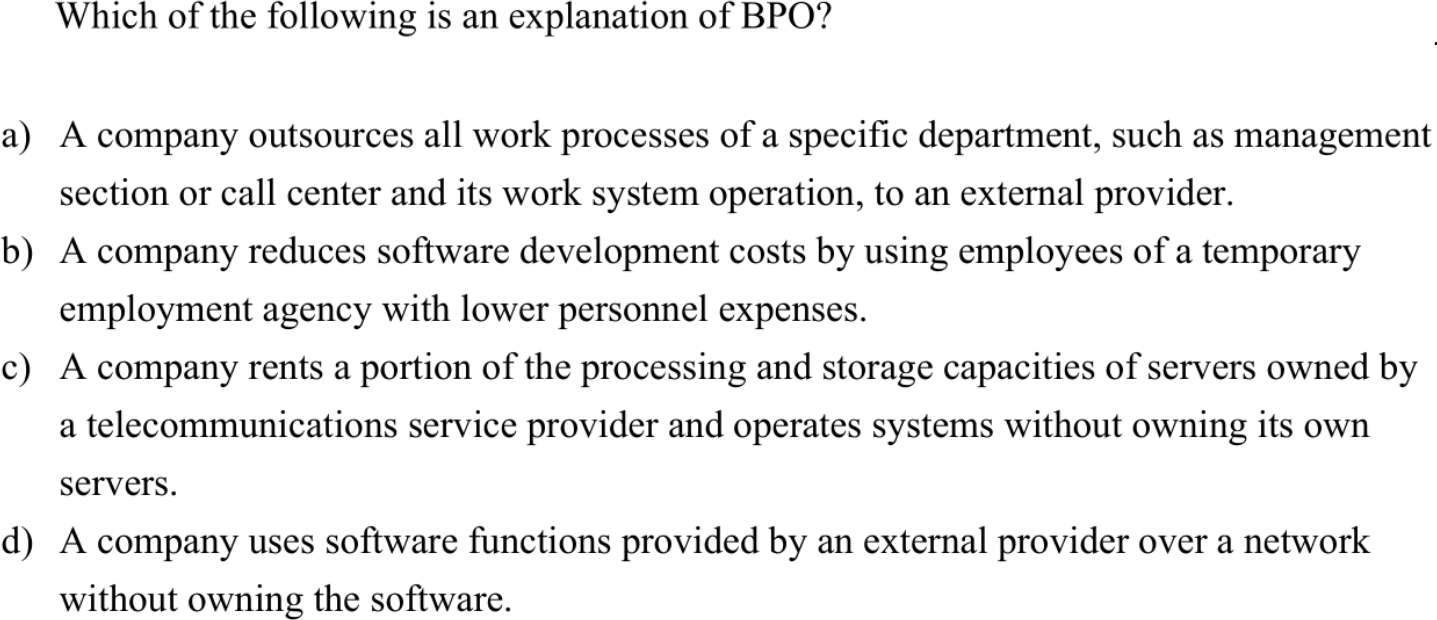 Which of the following is an explanation of BPO?
a) A company outsources all work processes of a specific department, such as management
section or call center and its work system operation, to an external provider.
b) A company reduces software development costs by using employees of a temporary
employment agency with lower personnel expenses.
c) A company rents a portion of the processing and storage capacities of servers owned by
a telecommunications service provider and operates systems without owning its own
servers.
d) A company uses software functions provided by an external provider over a network
without owning the software.